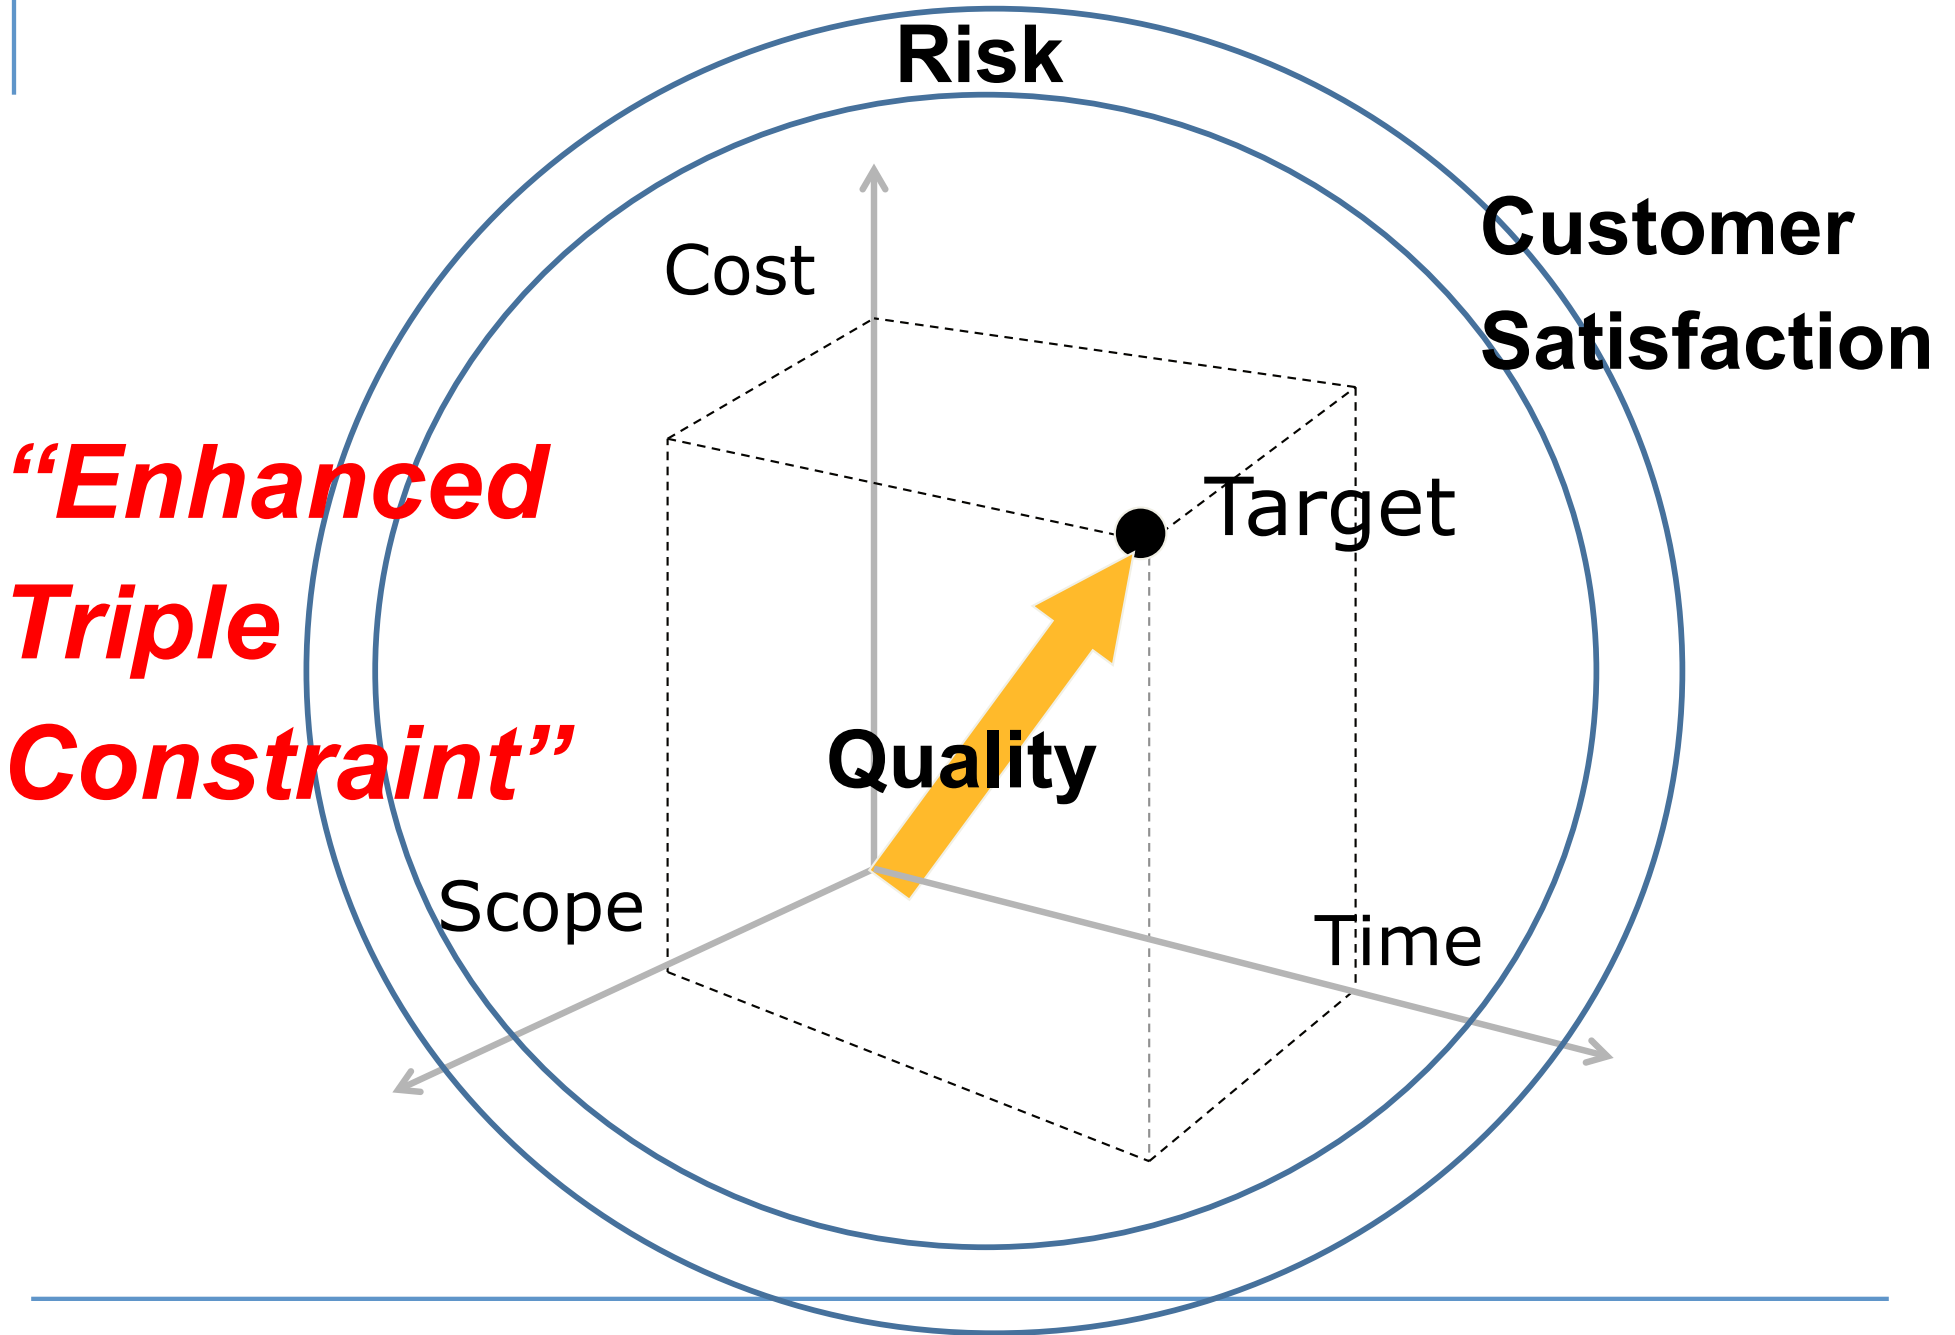 Risk
Customer
Satisfaction
Cost
“Enhanced
Triple
Constraint”
Target
Quality
Scope
Time